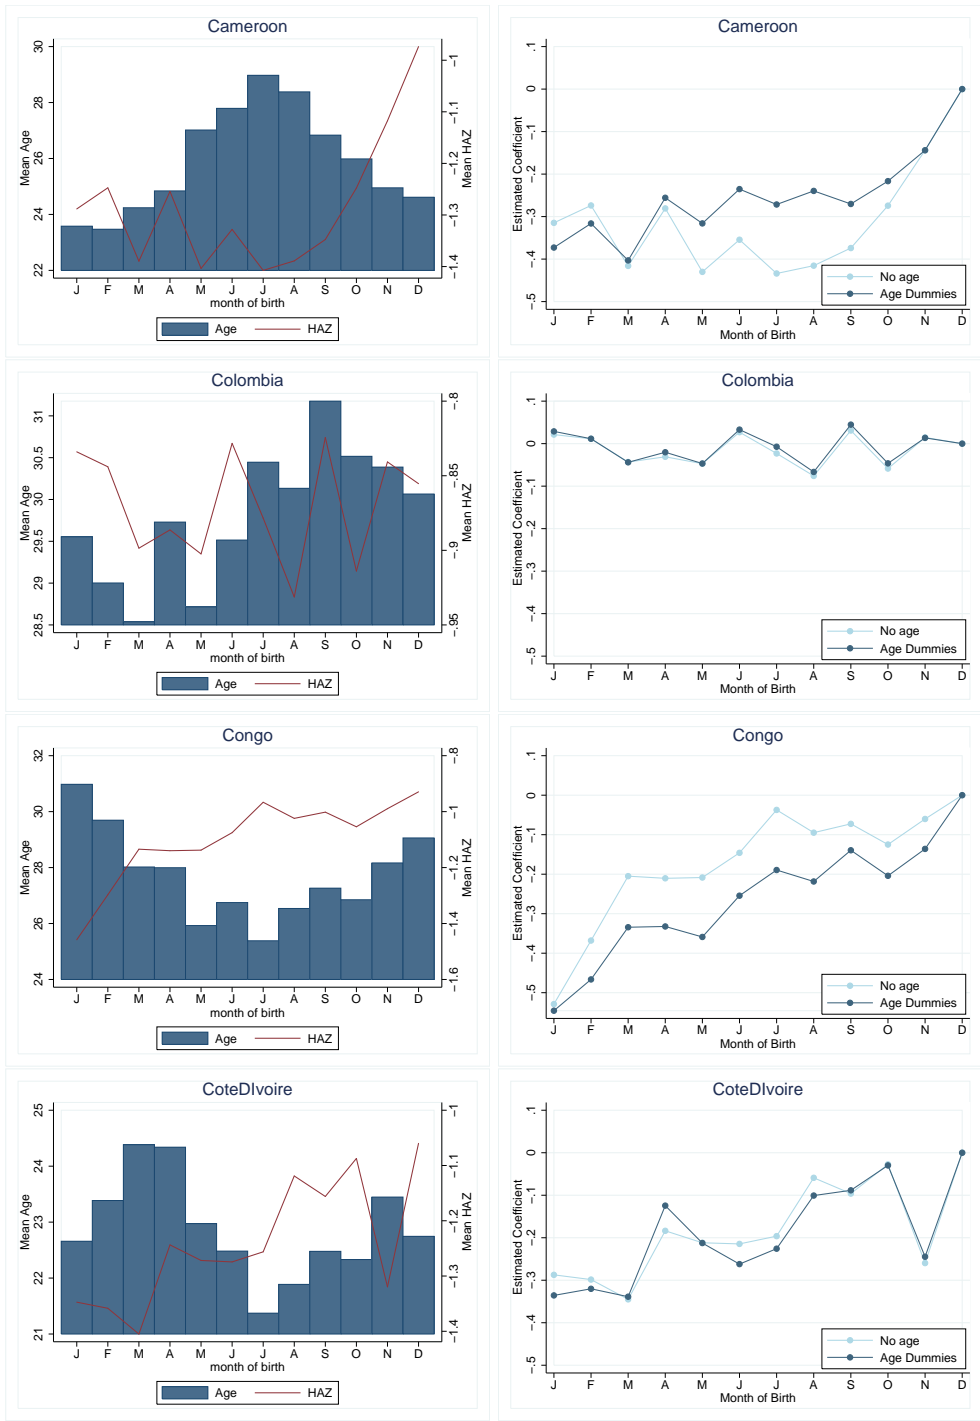 Cameroon
Mean Age
22 24 26 28 30
Mean HAZ
−1.4 −1.3 −1.2 −1.1 −1
J F M A M J J A S O N D
month of birth
Age HAZ
Cameroon
Estimated Coefficient
−.5 −.4 −.3 −.2 −.1 0 .1
No age
Age Dummies
J F M A M J J A S O N D
Month of Birth
Colombia
Mean Age
28.5 29 29.5 30 30.5 31
Mean HAZ
−.95 −.9 −.85 −.8
J F M A M J J A S O N D
month of birth
Age HAZ
Colombia
Estimated Coefficient
−.5 −.4 −.3 −.2 −.1 0 .1
No age
Age Dummies
J F M A M J J A S O N D
Month of Birth
Congo
Mean Age
24 26 28 30 32
Mean HAZ
−1.6 −1.4 −1.2 −1 −.8
J F M A M J J A S O N D
month of birth
Age HAZ
Congo
Estimated Coefficient
−.5 −.4 −.3 −.2 −.1 0 .1
No age
Age Dummies
J F M A M J J A S O N D
Month of Birth
CoteDIvoire
Mean Age
21 22 23 24 25
Mean HAZ
−1.4 −1.3 −1.2 −1.1 −1
J F M A M J J A S O N D
month of birth
Age HAZ
CoteDIvoire
Estimated Coefficient
−.5 −.4 −.3 −.2 −.1 0 .1
No age
Age Dummies
J F M A M J J A S O N D
Month of Birth